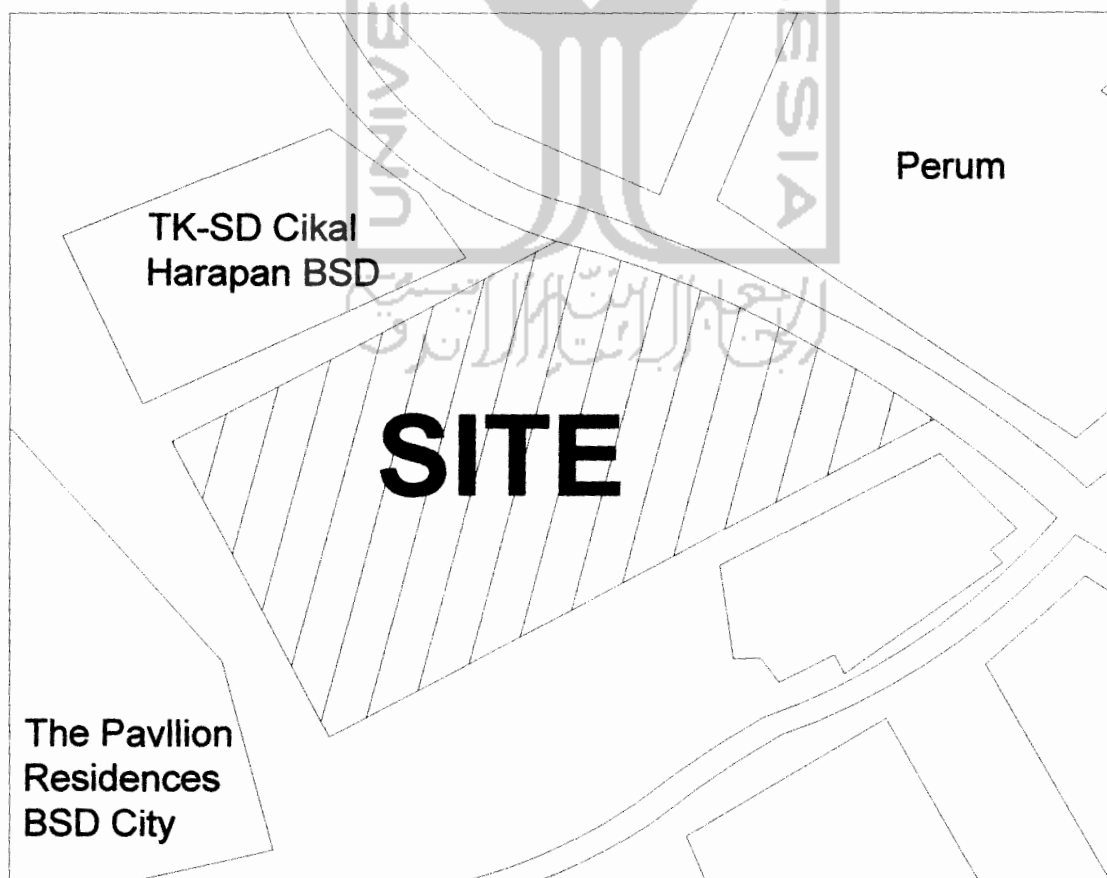 Perum
TK-SD Cikal
Harapan BSD
SITE
The Pavllion
Residences
BSD City